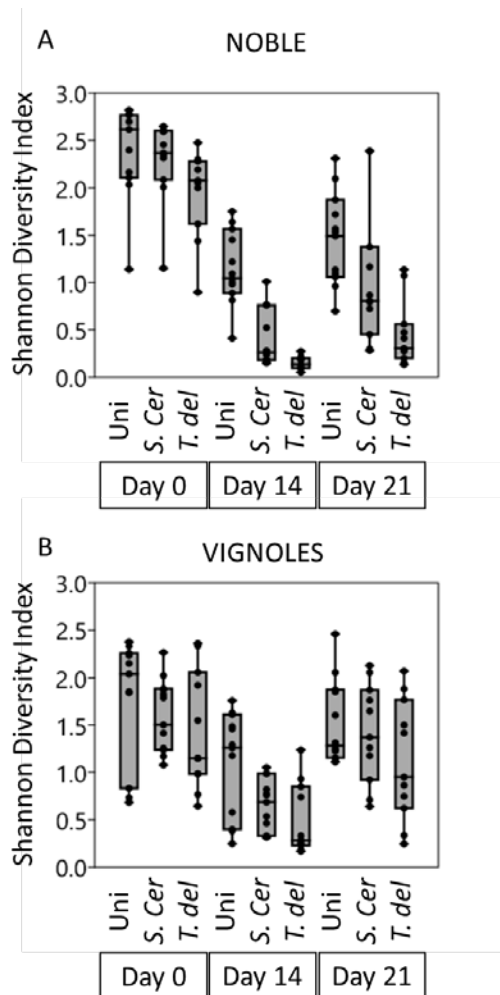 A
NOBLE
Shannon Diversity Index
3.0
2.5
2.0
1.5
1.0
0.5
0.0
Uni S. Cer T. del Uni S. Cer T. del Uni S. Cer T. del
Day 0 Day 14 Day 21
B
VIGNOLES
Shannon Diversity Index
3.0
2.5
2.0
1.5
1.0
0.5
0.0
Uni S. Cer T. del Uni S. Cer T. del Uni S. Cer T. del
Day 0 Day 14 Day 21